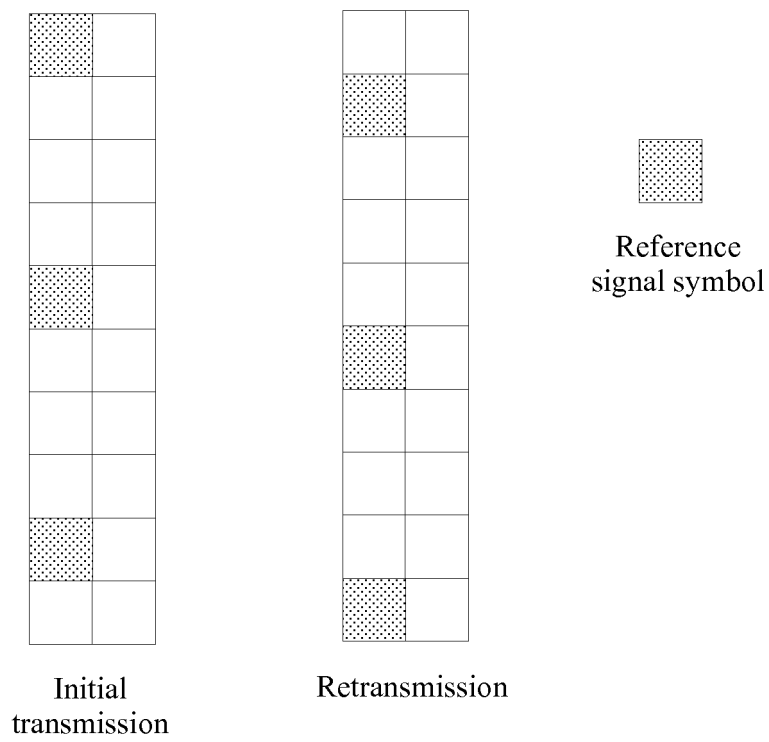 Reference
signal symbol
Initial
transmission
Retransmission